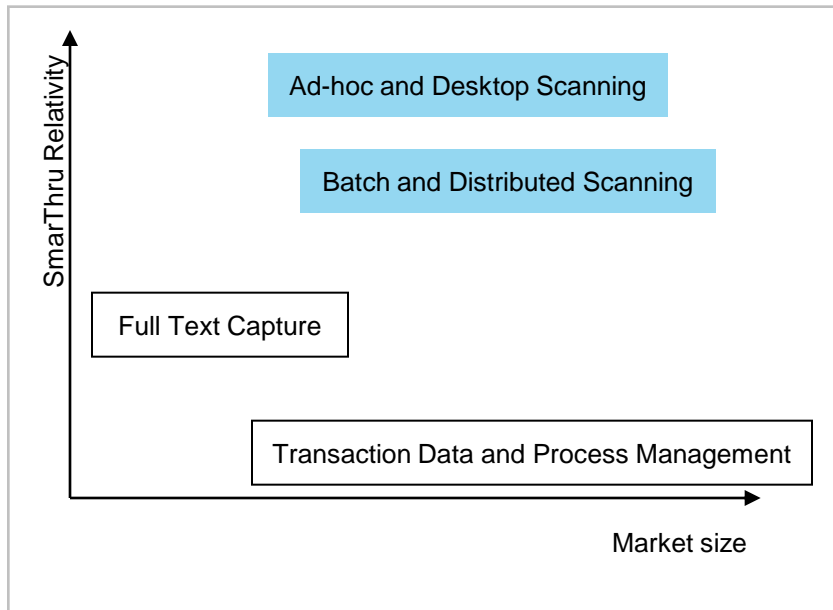 SmarThru Relativity
Ad-hoc and Desktop Scanning
Batch and Distributed Scanning
Full Text Capture
Transaction Data and Process Management
Market size